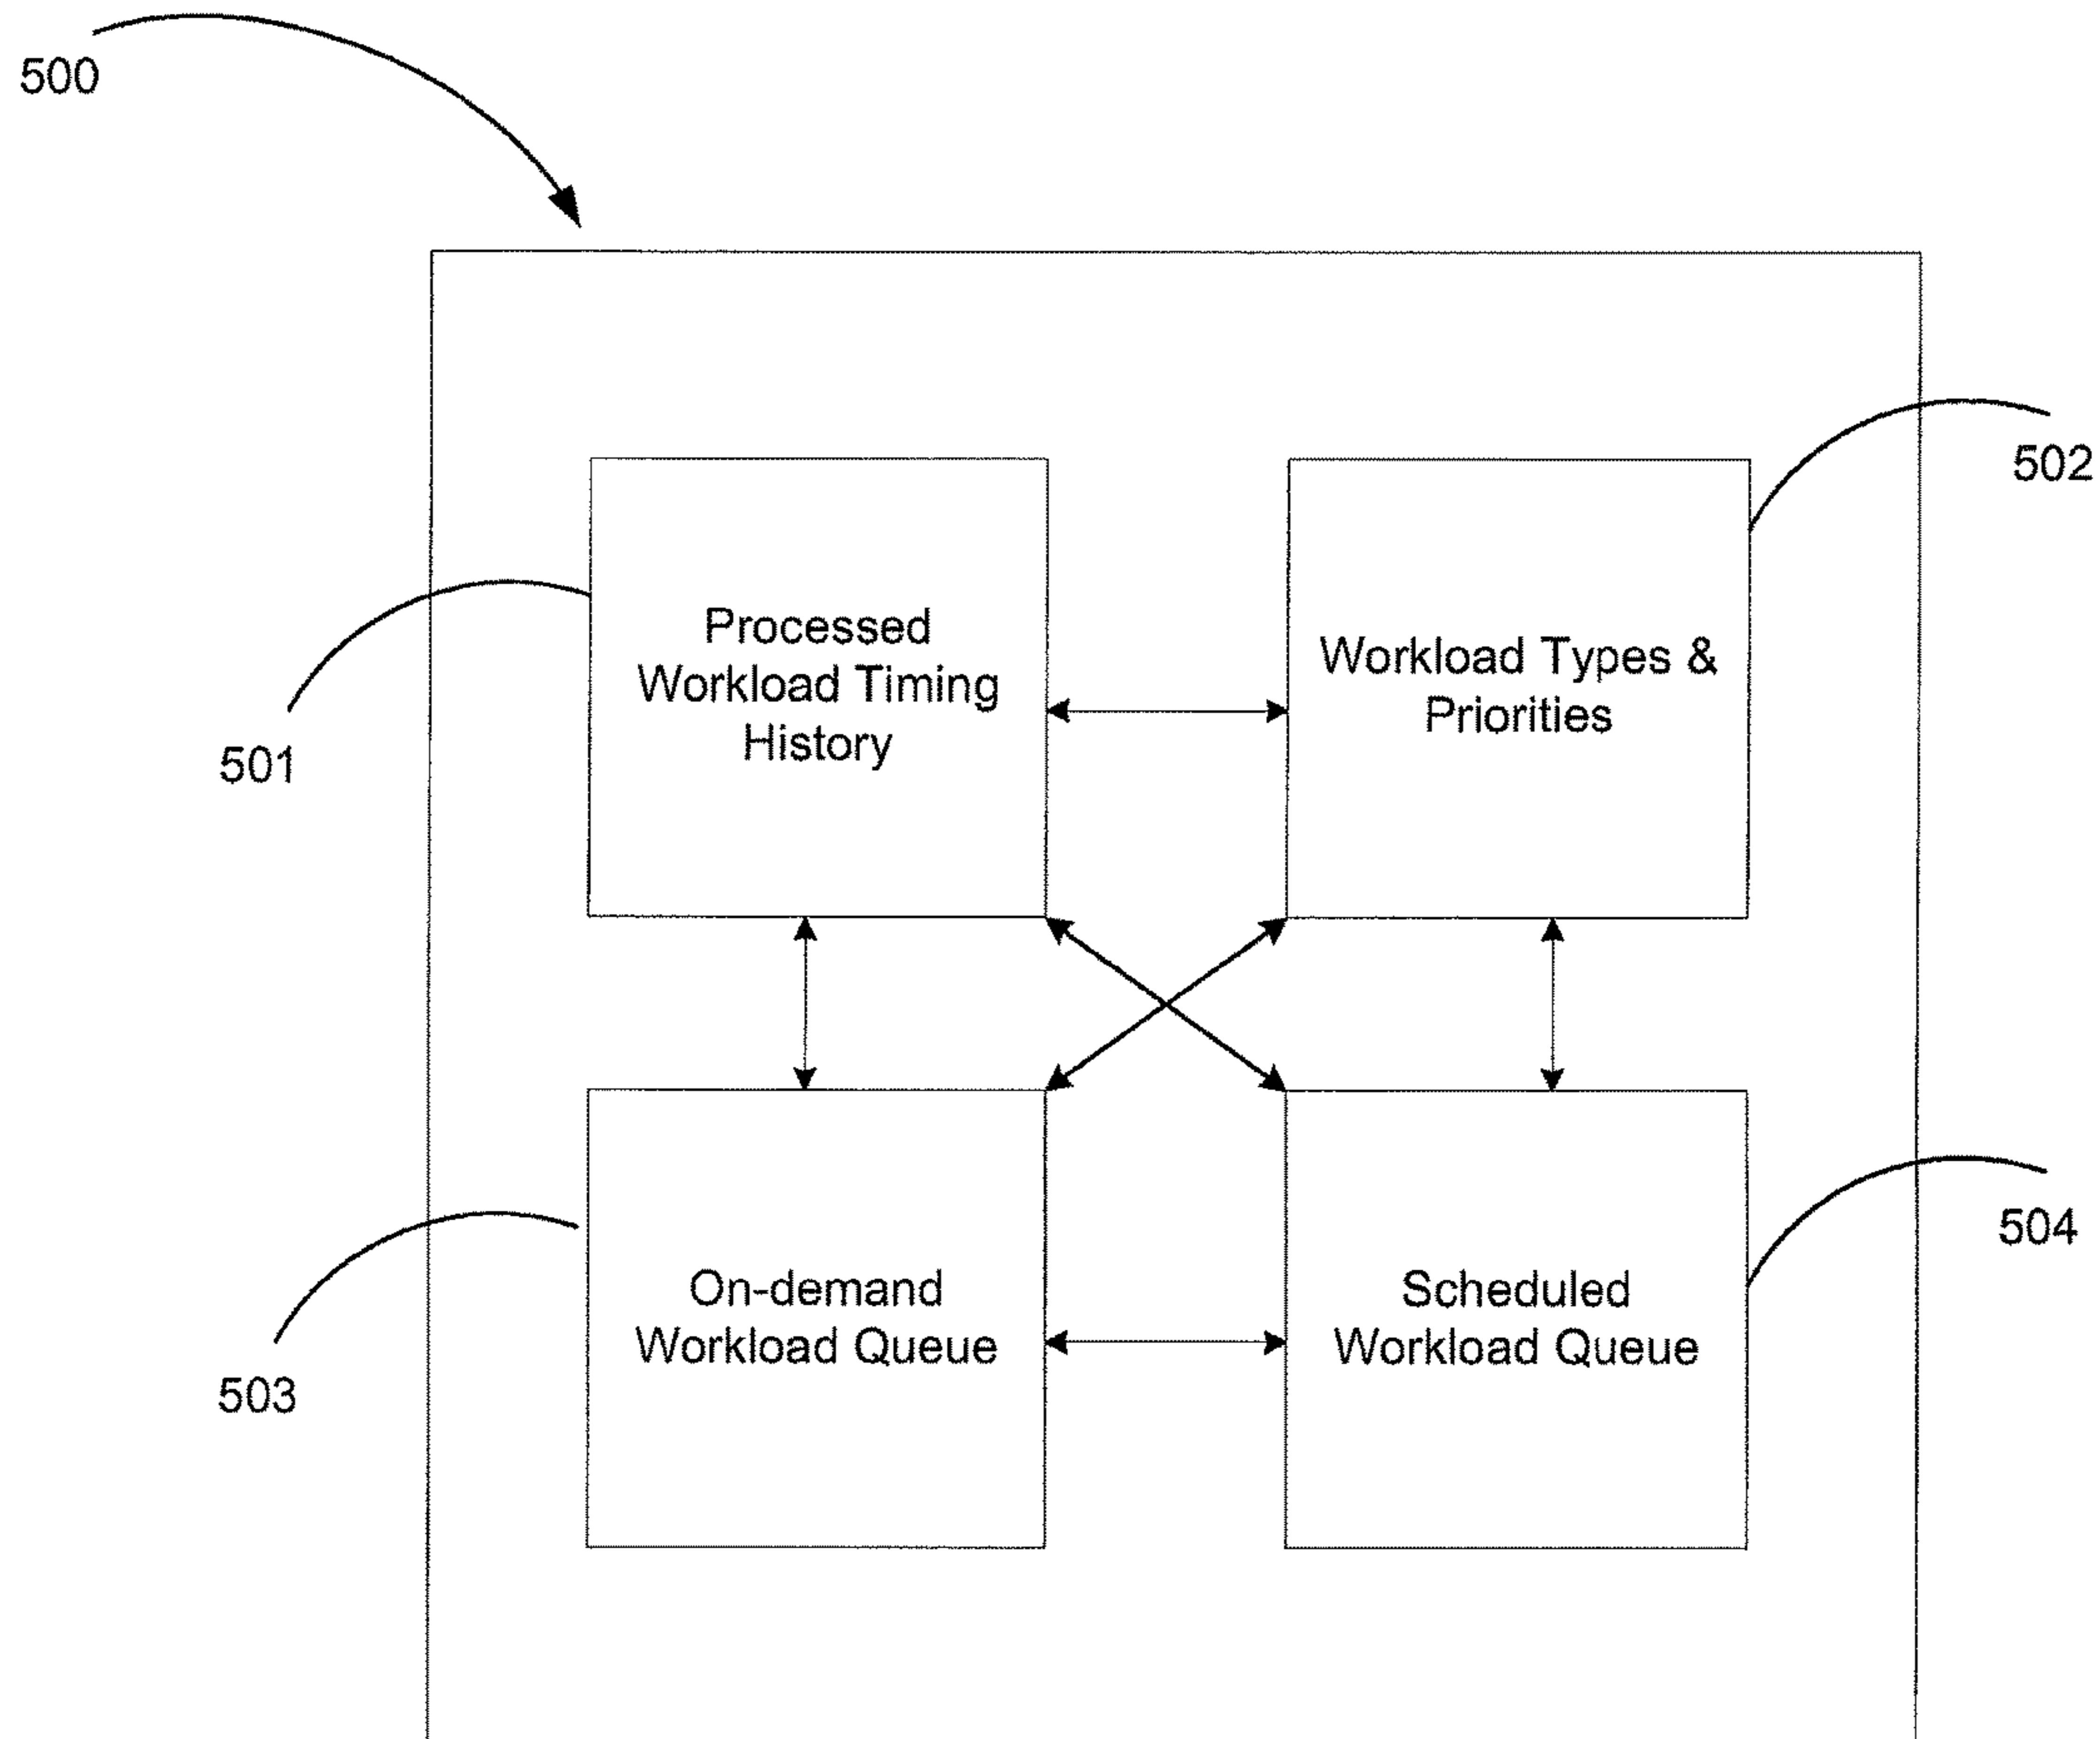 500
502
Processed
Workload Timing
History
Workload Types &
Priorities
501
504
On-demand
Workload Queue
Scheduled
Workload Queue
503